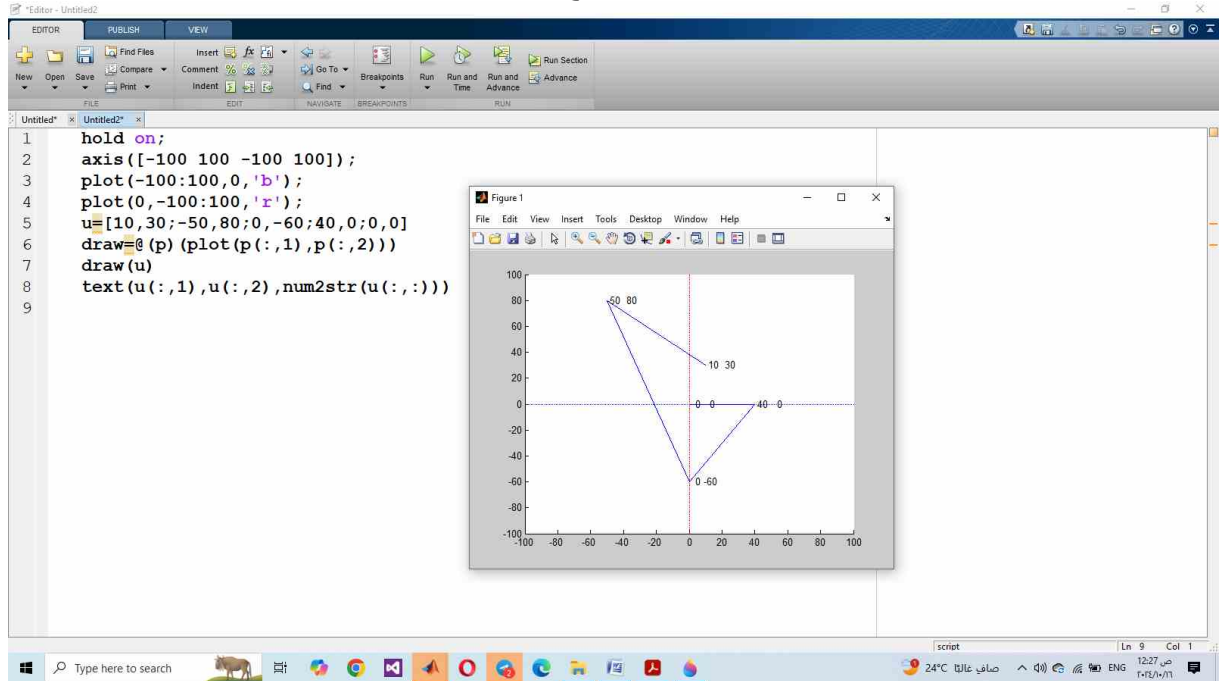 *Editor - Untitled2
EDITOR PUBLISH VIEW
New Open Save Find Files Compare Print
Insert Comment Indent
Go To Find
Breakpoints Run Run and Time Run and Advance Run Section Advance
FILE EDIT NAVIGATE BREAKPOINTS RUN
Untitled* Untitled2*
1 hold on;
2 axis([-100 100 -100 100]);
3 plot(-100:100,0,'b');
4 plot(0,-100:100,'r');
5 u=[10,30;-50,80;0,-60;40,0;0,0]
6 draw=@(p)(plot(p(:,1),p(:,2)))
7 draw(u)
8 text(u(:,1),u(:,2),num2str(u(:,:)))
9
Figure 1
File Edit View Insert Tools Desktop Window Help
100
80
-50 80
60
40
10 30
20
0
0 0
40 0
-20
-40
-60
0 -60
-80
-100
-100 -80 -60 -40 -20 0 20 40 60 80 100
script Ln 9 Col 1
Type here to search
24°C صاف غالبًا
ENG
12:27 ص
٢٠٢٤/١٠/١٦